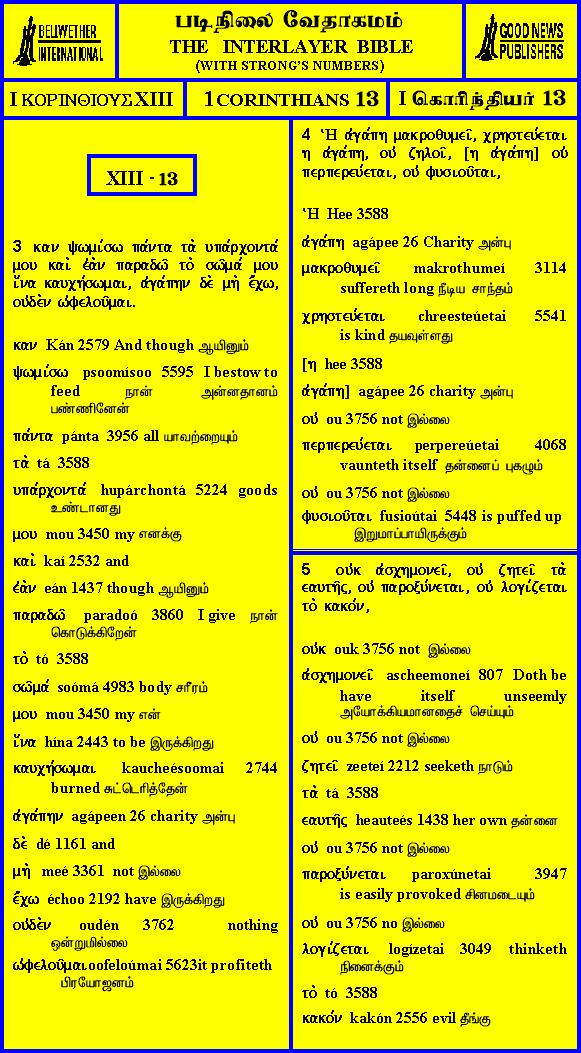 BELLWETHER
INTERNATIONAL
படிநிலை வேதாகமம்
THE INTERLAYER BIBLE
(WITH STRONG'S NUMBERS)
GOOD NEWS
PUBLISHERS
I ΚΟΡΙΝΘΙΟΥΣ XIII
1 CORINTHIANS 13
I கொரிந்தியர் 13
XIII - 13
3 καν ψωμίσω πάντα τὰ υπάρχοντά
μου καὶ ἐὰν παραδῶ τὸ σῶμά μου
ἵνα καυχήσωμαι, ἀγάπην δὲ μὴ ἔχω,
οὐδὲν ὠφελοῦμαι.
καν Kán 2579 And though ஆயினும்
ψωμίσω psoomísoo 5595 I bestow to
feed நான் அன்னதானம்
பண்ணினேன்
πάντα pánta 3956 all யாவற்றையும்
τὰ tá 3588
υπάρχοντά hupárchontá 5224 goods
உண்டானது
μου mou 3450 my எனக்கு
καὶ kaí 2532 and
ἐὰν eán 1437 though ஆயினும்
παραδῶ paradoó 3860 I give நான்
கொடுக்கிறேன்
τὸ tó 3588
σῶμά soómá 4983 body சரீரம்
μου mou 3450 my என்
ἵνα hína 2443 to be இருக்கிறது
καυχήσωμαι kaucheésoomai 2744
burned சுட்டெரித்தேன்
ἀγάπην agápeen 26 charity அன்பு
δὲ dé 1161 and
μὴ meé 3361 not இல்லை
ἔχω échoo 2192 have இருக்கிறது
οὐδὲν oudén 3762 nothing
ஒன்றுமில்லை
ὠφελοῦμαι oofeloúmai 5623it profiteth
பிரயோஜனம்
4 Ἡ ἀγάπη μακροθυμεῖ, χρηστεύεται
η ἀγάπη, οὐ ζηλοῖ, [η ἀγάπη] οὐ
περπερεύεται, οὐ φυσιοῦται,
Ἡ Hee 3588
ἀγάπη agápee 26 Charity அன்பு
μακροθυμεῖ makrothumeí 3114
suffereth long நீடிய சாந்தம்
χρηστεύεται chreesteúetai 5541
is kind தயவுள்ளது
[η hee 3588
ἀγάπη] agápee 26 charity அன்பு
οὐ ou 3756 not இல்லை
περπερεύεται perpereúetai 4068
vaunteth itself தன்னைப் புகழும்
οὐ ou 3756 not இல்லை
φυσιοῦται fusioútai 5448 is puffed up
இறுமாப்பாயிருக்கும்
5 οὐκ ἀσχημονεῖ, οὐ ζητεῖ τὰ
εαυτῆς, οὐ παροξύνεται, οὐ λογίζεται
τὸ κακόν,
οὐκ ouk 3756 not இல்லை
ἀσχημονεῖ ascheemoneí 807 Doth be
have itself unseemly
அயோக்கியமானதைச் செய்யும்
οὐ ou 3756 not இல்லை
ζητεῖ zeeteí 2212 seeketh நாடும்
τὰ tá 3588
εαυτῆς heauteés 1438 her own தன்னை
οὐ ou 3756 not இல்லை
παροξύνεται paroxúnetai 3947
is easily provoked சினமடையும்
οὐ ou 3756 no இல்லை
λογίζεται logízetai 3049 thinketh
நினைக்கும்
τὸ tó 3588
κακόν kakón 2556 evil தீங்கு